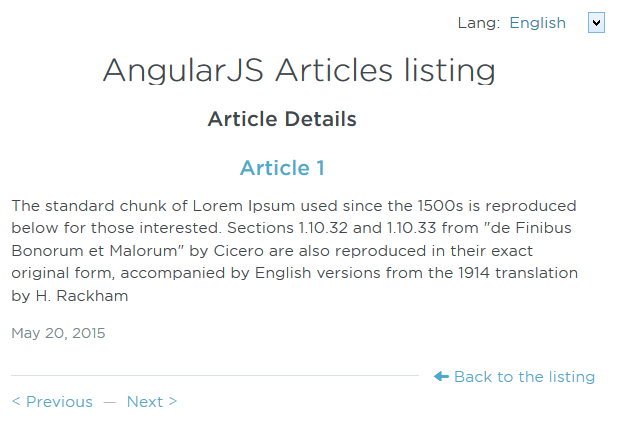 Lang: English
AngularJS Articles listing
Article Details
Article 1
The standard chunk of Lorem Ipsum used since the 1500s is reproduced
below for those interested. Sections 1.10.32 and 1.10.33 from "de Finibus
Bonorum et Malorum" by Cicero are also reproduced in their exact
original form, accompanied by English versions from the 1914 translation
by H. Rackham
May 20, 2015
Back to the listing
< Previous — Next >